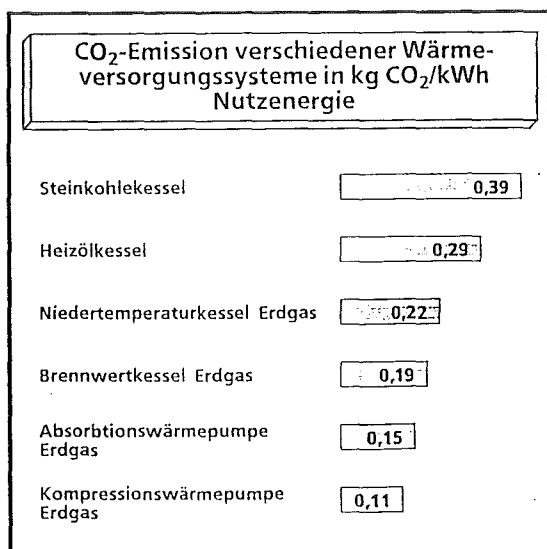 CO₂-Emission verschiedener Wärme-
versorgungssysteme in kg CO₂/kWh
Nutzenergie
Steinkohlekessel 0,39
Heizölkessel 0,29
Niedertemperaturkessel Erdgas 0,22
Brennwertkessel Erdgas 0,19
Absorbtionswärmepumpe
Erdgas 0,15
Kompressionswärmepumpe
Erdgas 0,11